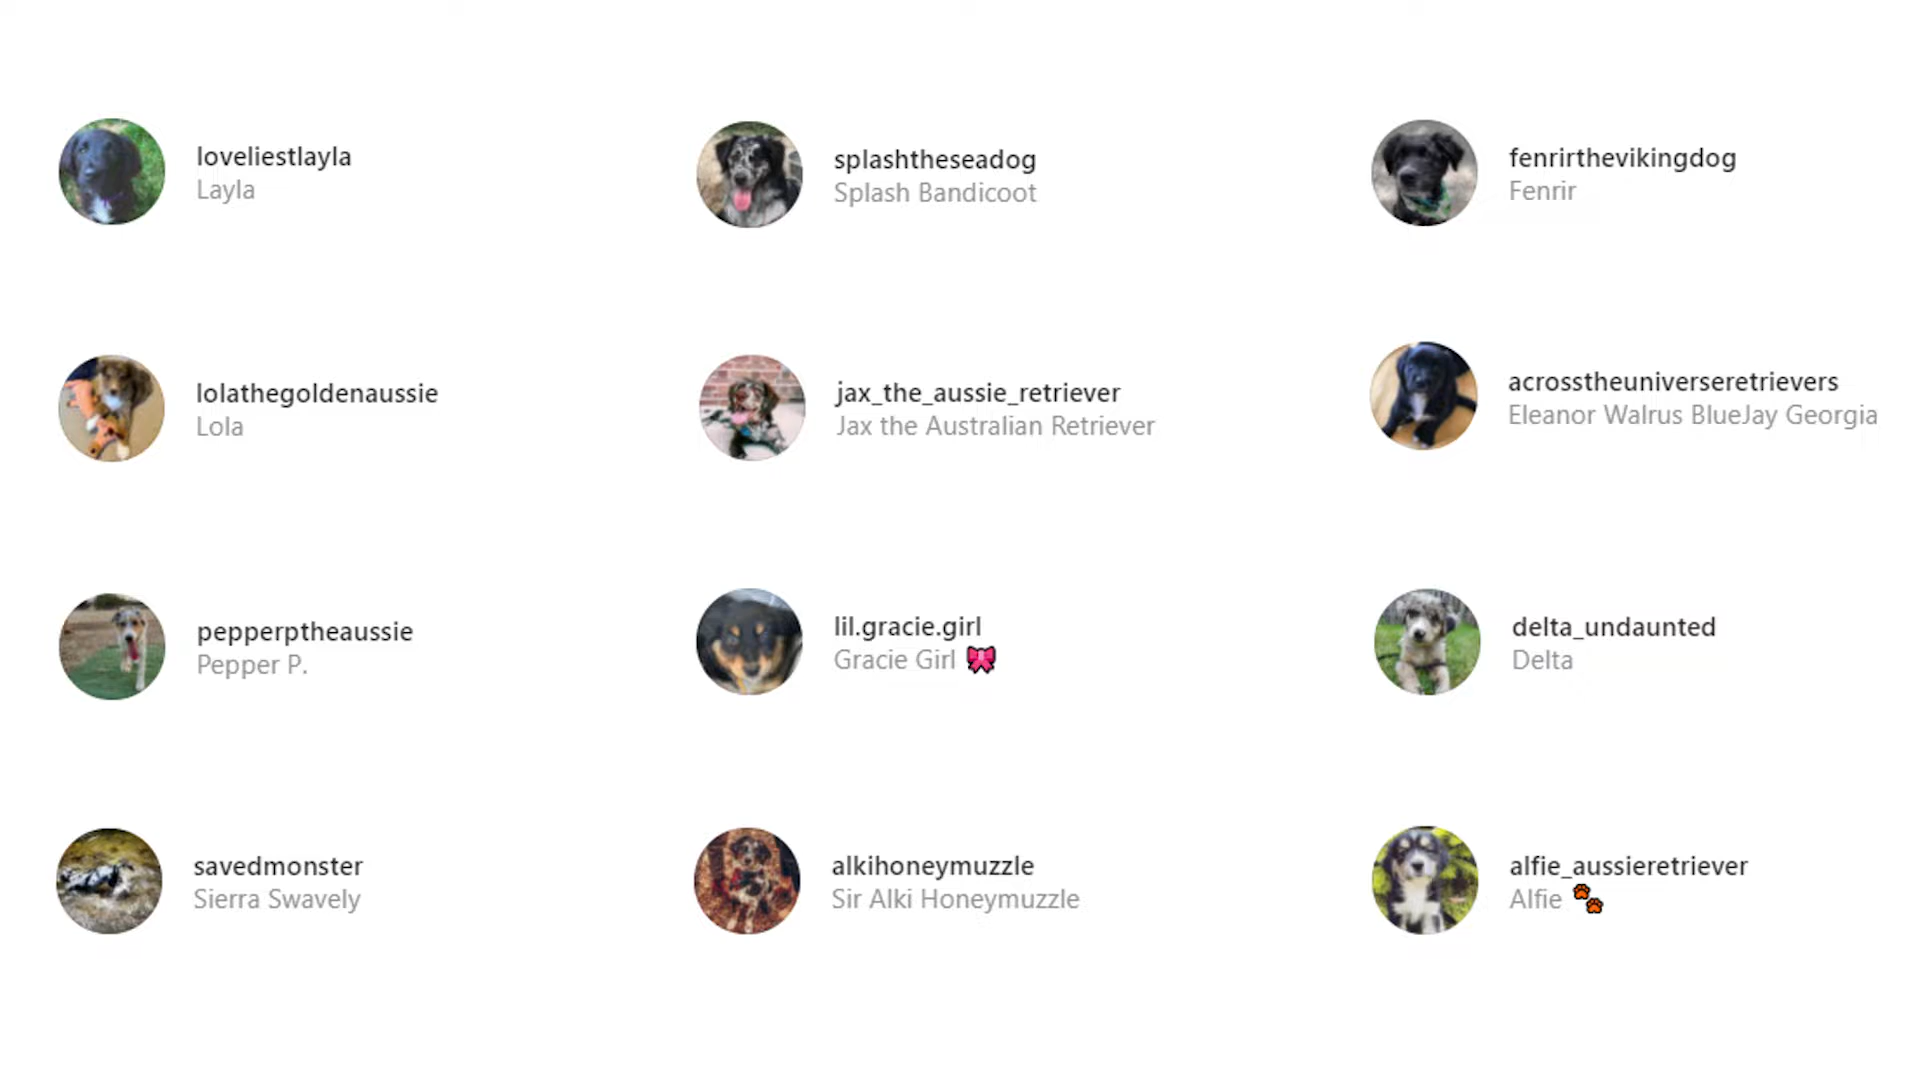 loveliestlayla
Layla
splashtheseadog
Splash Bandicoot
fenrirthevikingdog
Fenrir
lolathegoldenaussie
Lola
jax_the_aussie_retriever
Jax the Australian Retriever
acrosstheuniverseretrievers
Eleanor Walrus BlueJay Georgia
pepperptheaussie
Pepper P.
lil.gracie.girl
Gracie Girl 🎀
delta_undaunted
Delta
savedmonster
Sierra Swavely
alkihoneymuzzle
Sir Alki Honeymuzzle
alfie_aussieretriever
Alfie 🐾